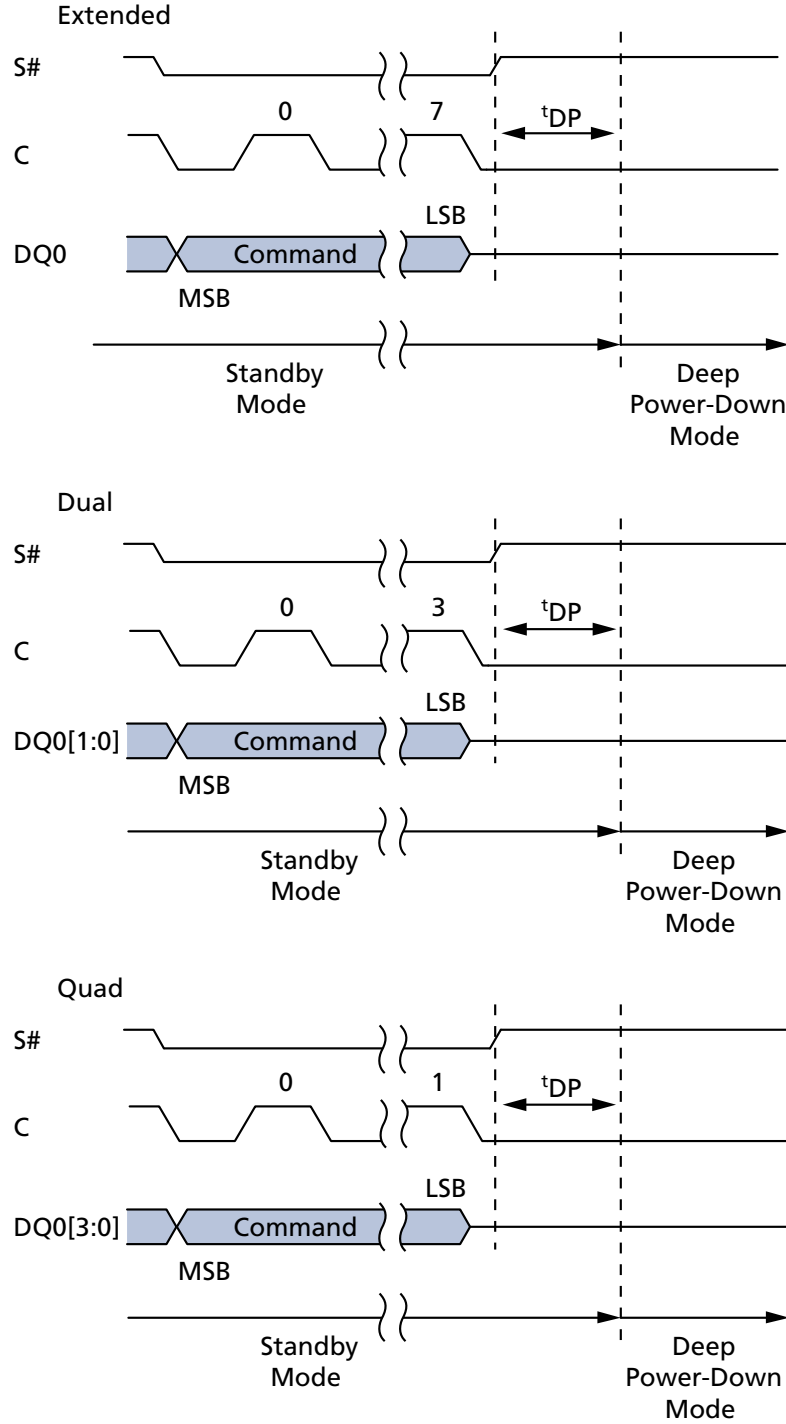 Extended
S#
0 7 tDP
C
LSB
DQ0 Command
MSB
Standby
Mode
Deep
Power-Down
Mode
Dual
S#
0 3 tDP
C
LSB
DQ0[1:0] Command
MSB
Standby
Mode
Deep
Power-Down
Mode
Quad
S#
0 1 tDP
C
LSB
DQ0[3:0] Command
MSB
Standby
Mode
Deep
Power-Down
Mode